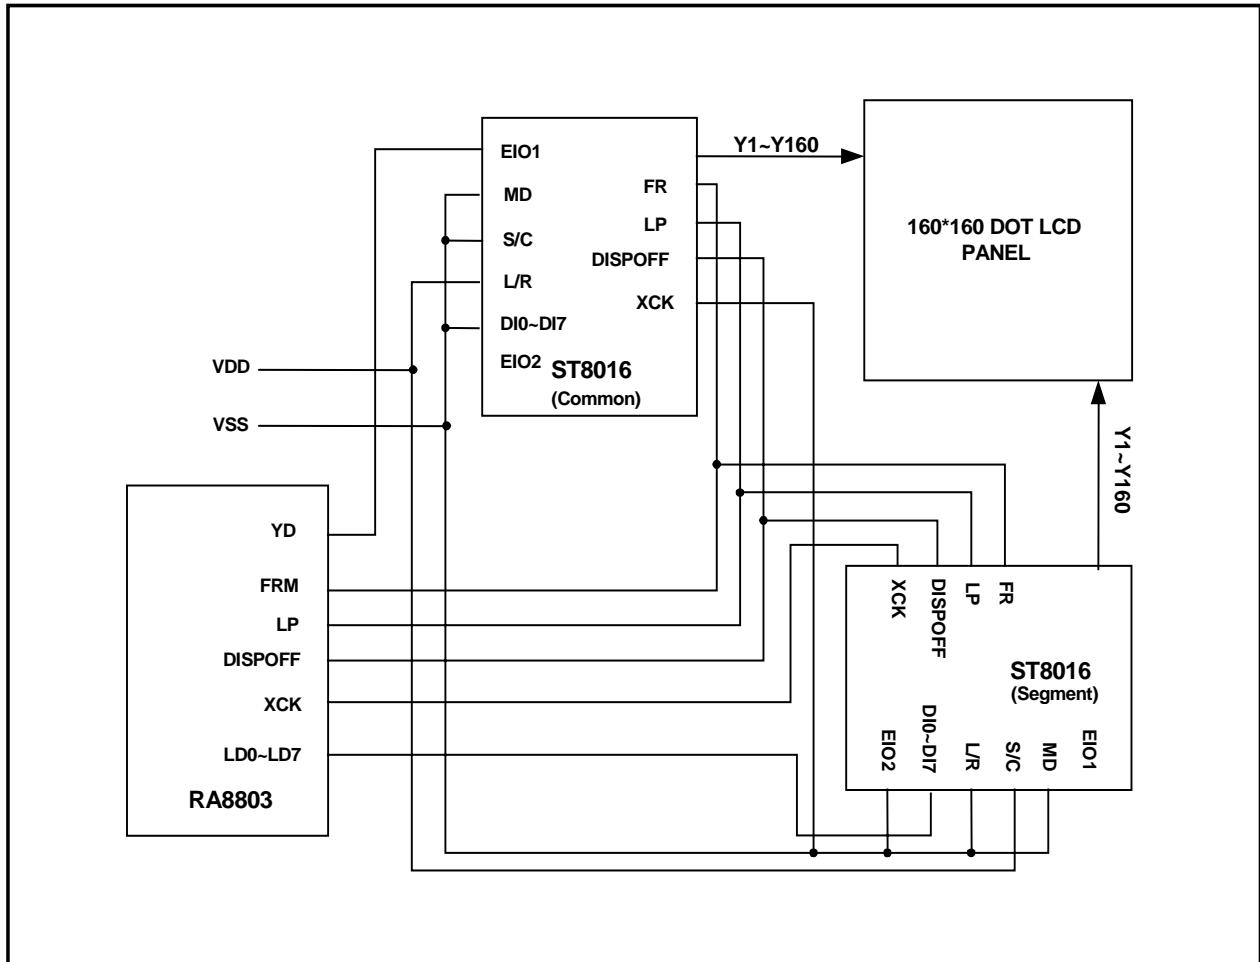 EIO1
MD
S/C
L/R
DI0~DI7
EIO2
ST8016
(Common)
FR
LP
DISPOFF
XCK
Y1~Y160
160*160 DOT LCD
PANEL
VDD
VSS
Y1~Y160
YD
FRM
LP
DISPOFF
XCK
LD0~LD7
RA8803
XCK
DISPOFF
LP
FR
ST8016
(Segment)
EIO2
DI0~DI7
L/R
S/C
MD
EIO1